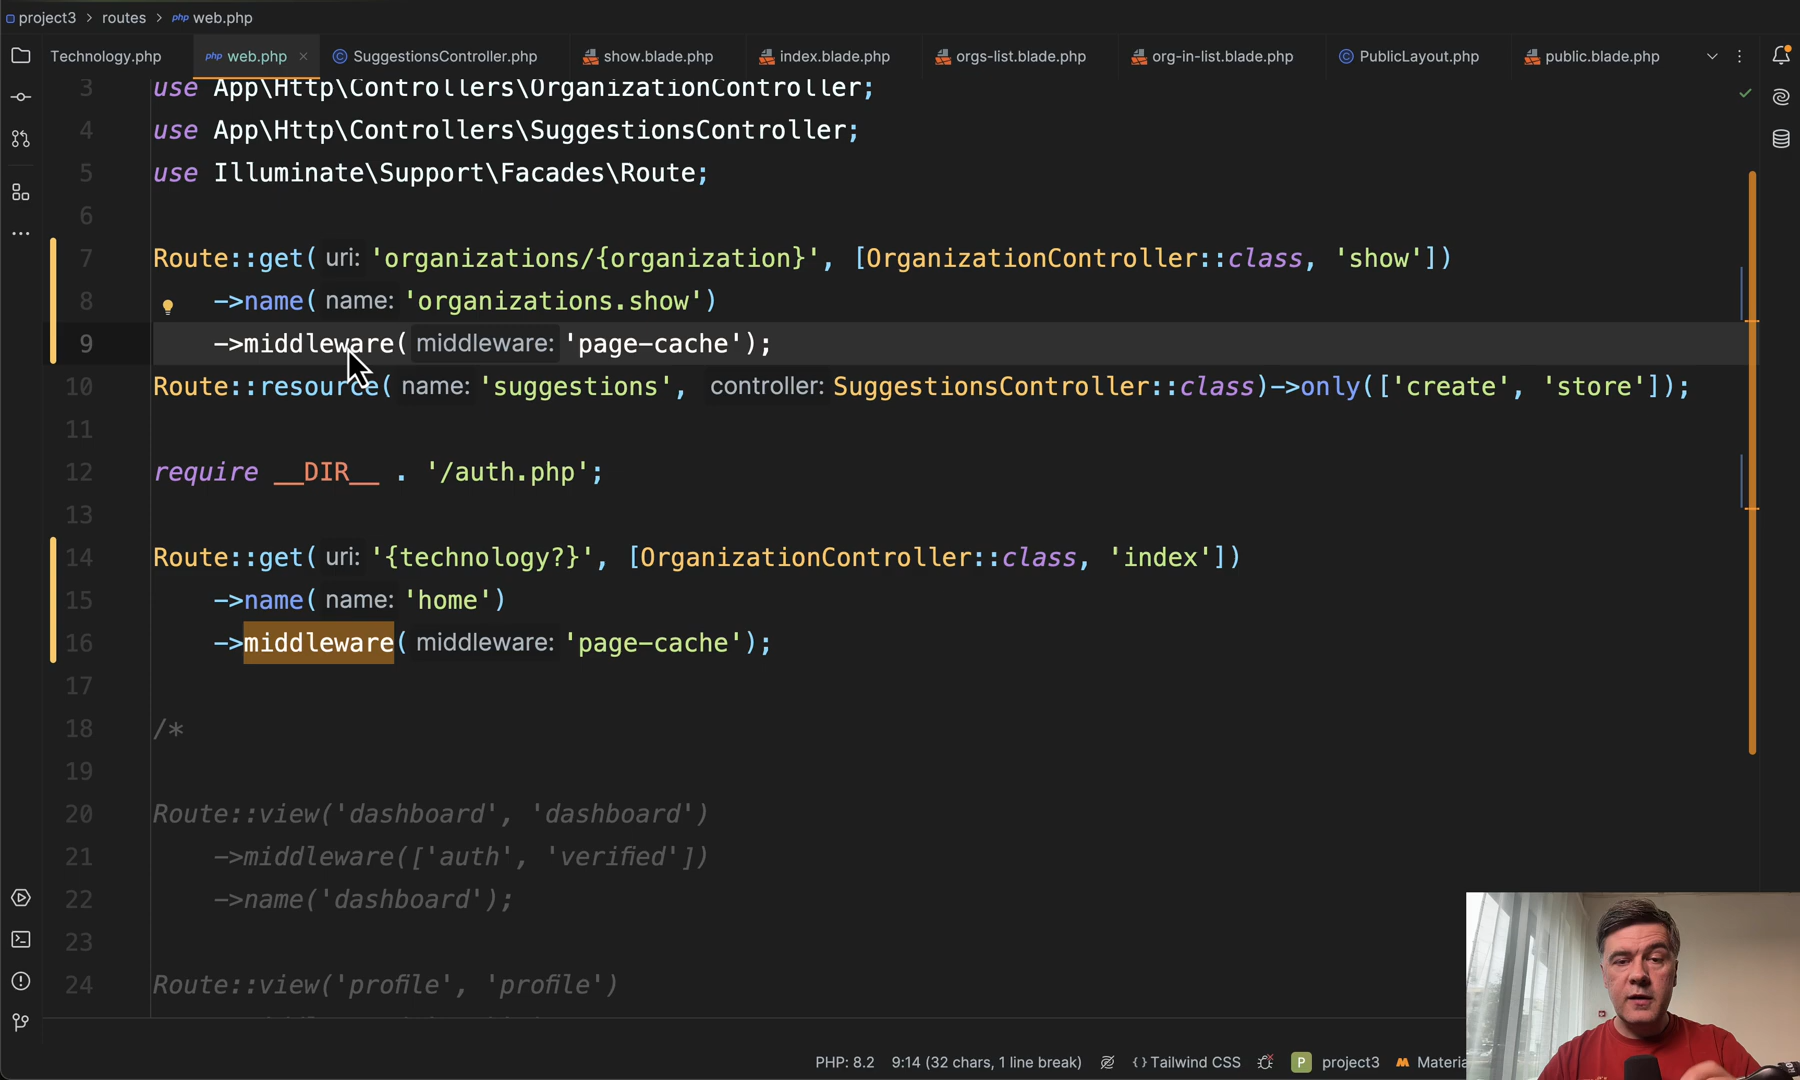 project3 > routes > php web.php
Technology.php
php web.php
SuggestionsController.php
show.blade.php
index.blade.php
orgs-list.blade.php
org-in-list.blade.php
PublicLayout.php
public.blade.php
3 use App\Http\Controllers\OrganizationController;
4 use App\Http\Controllers\SuggestionsController;
5 use Illuminate\Support\Facades\Route;
6
7 Route::get( uri: 'organizations/{organization}', [OrganizationController::class, 'show'])
8 ->name( name: 'organizations.show')
9 ->middleware( middleware: 'page-cache');
10 Route::resource( name: 'suggestions', controller: SuggestionsController::class)->only(['create', 'store']);
11
12 require __DIR__ . '/auth.php';
13
14 Route::get( uri: '{technology?}', [OrganizationController::class, 'index'])
15 ->name( name: 'home')
16 ->middleware( middleware: 'page-cache');
17
18 /*
19
20 Route::view('dashboard', 'dashboard')
21 ->middleware(['auth', 'verified'])
22 ->name('dashboard');
23
24 Route::view('profile', 'profile')
PHP: 8.2 9:14 (32 chars, 1 line break) {} Tailwind CSS P project3 Materia